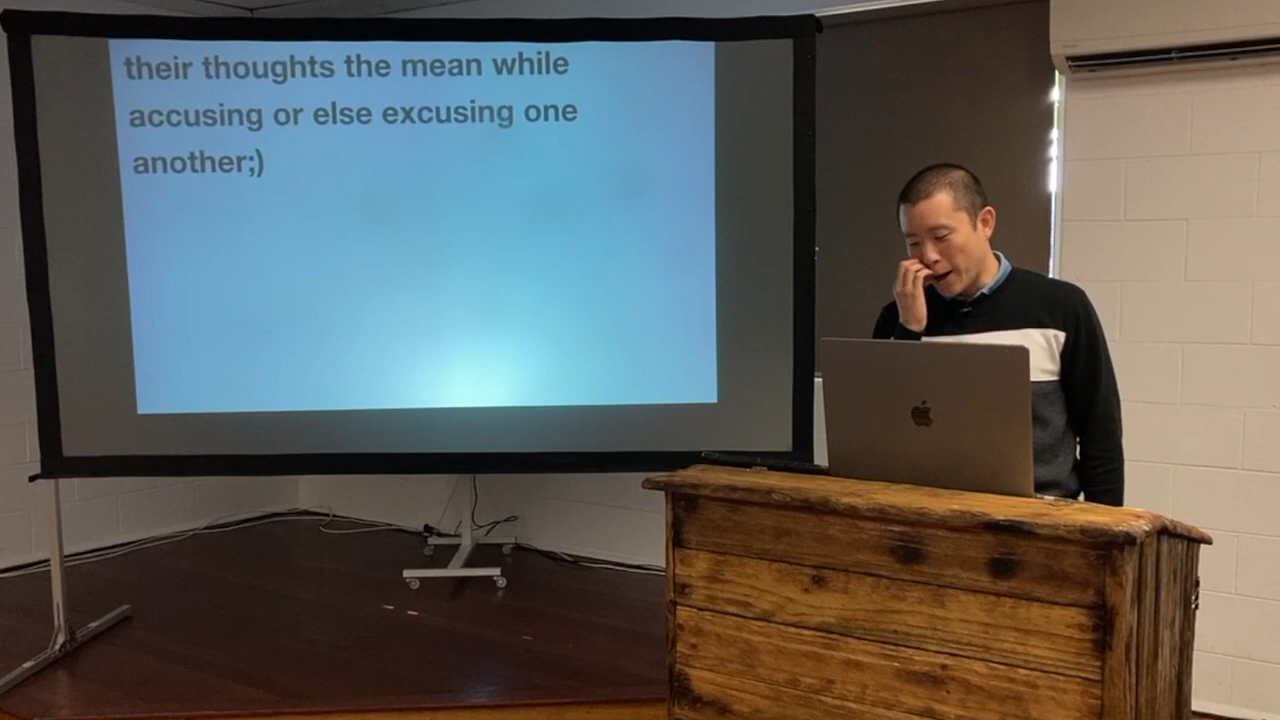 their thoughts the mean while
accusing or else excusing one
another;)